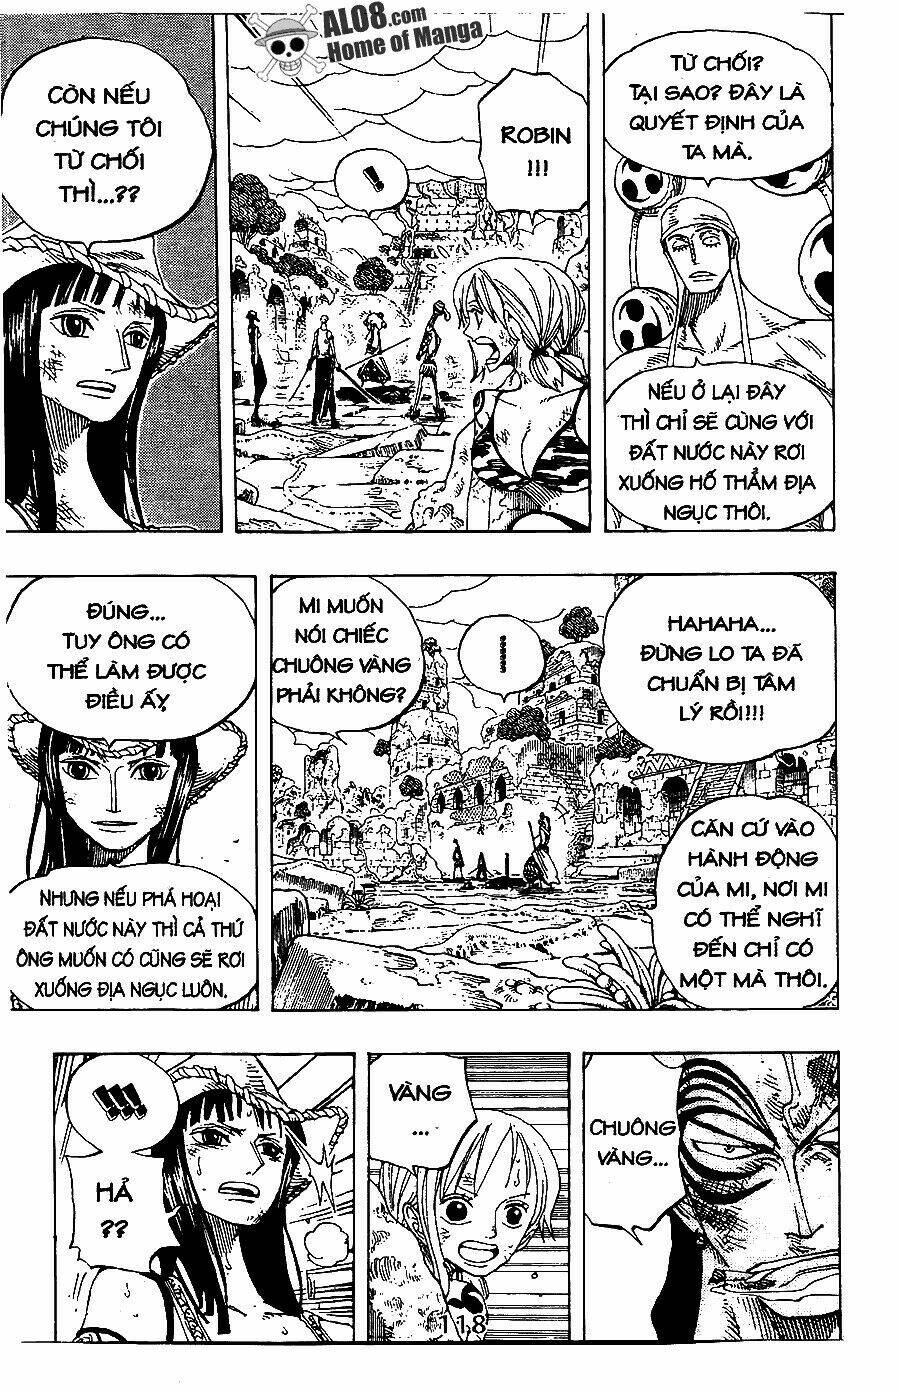 ALO8.com
Home of Manga
TỪ CHỐI?
TẠI SAO? ĐÂY LÀ
QUYẾT ĐỊNH CỦA
TA MÀ.
NẾU Ở LẠI ĐÂY
THÌ CHỈ SẼ CÙNG VỚI
ĐẤT NƯỚC NÀY RƠI
XUỐNG HỐ THẲM ĐỊA
NGỤC THÔI.
ROBIN
!!!
!!
CÒN NẾU
CHÚNG TÔI
TỪ CHỐI
THÌ...??
HAHAHA...
ĐỪNG LO TA ĐÃ
CHUẨN BỊ TÂM
LÝ RỒI!!!!
CĂN CỨ VÀO
HÀNH ĐỘNG
CỦA MI, NƠI MI
CÓ THỂ NGHĨ
ĐẾN CHỈ CÓ
MỘT MÀ THÔI.
MI MUỐN
NÓI CHIẾC
CHUÔNG VÀNG
PHẢI KHÔNG?
ĐÚNG...
TUY ÔNG CÓ
THỂ LÀM ĐƯỢC
ĐIỀU ẤY,
NHƯNG NẾU PHÁ HOẠI
ĐẤT NƯỚC NÀY THÌ CẢ THỨ
ÔNG MUỐN CÓ CŨNG SẼ RƠI
XUỐNG ĐỊA NGỤC LUÔN.
CHUÔNG
VÀNG...
VÀNG
...
!!!
HẢ
??
118